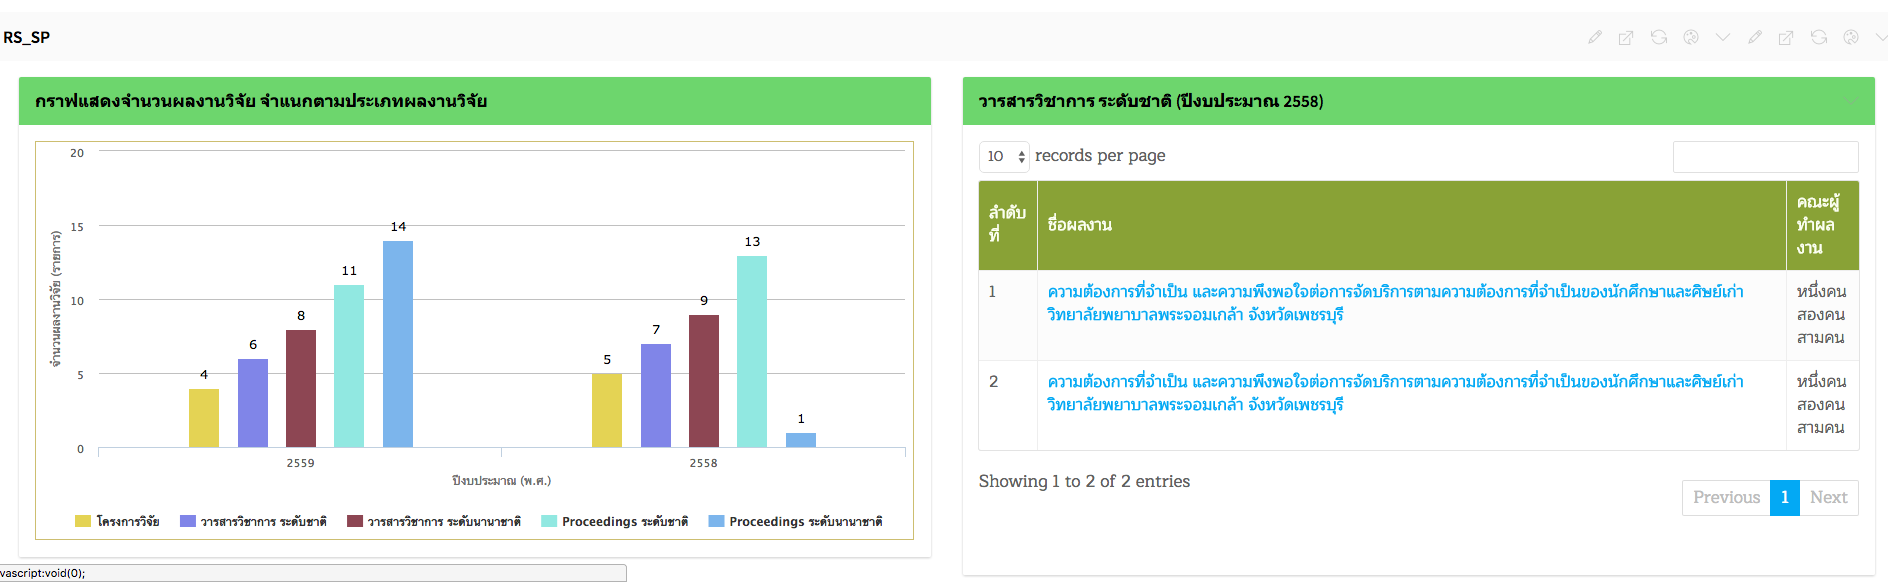 RS_SP
กราฟแสดงจำนวนผลงานวิจัย จำแนกตามประเภทผลงานวิจัย
จำนวนผลงานวิจัย (รายการ)
20
15
10
5
0
4
6
8
11
14
5
7
9
13
1
2559
2558
ปีงบประมาณ (พ.ศ.)
โครงการวิจัย
วารสารวิชาการ ระดับชาติ
วารสารวิชาการ ระดับนานาชาติ
Proceedings ระดับชาติ
Proceedings ระดับนานาชาติ
วารสารวิชาการ ระดับชาติ (ปีงบประมาณ 2558)
10 records per page
ลำดับ
ที่
ชื่อผลงาน
คณะผู้
ทำผล
งาน
1
ความต้องการที่จำเป็น และความพึงพอใจต่อการจัดบริการตามความต้องการที่จำเป็นของนักศึกษาและศิษย์เก่า
วิทยาลัยพยาบาลพระจอมเกล้า จังหวัดเพชรบุรี
หนึ่งคน
สองคน
สามคน
2
ความต้องการที่จำเป็น และความพึงพอใจต่อการจัดบริการตามความต้องการที่จำเป็นของนักศึกษาและศิษย์เก่า
วิทยาลัยพยาบาลพระจอมเกล้า จังหวัดเพชรบุรี
หนึ่งคน
สองคน
สามคน
Showing 1 to 2 of 2 entries
Previous 1 Next
vascript:void(0);